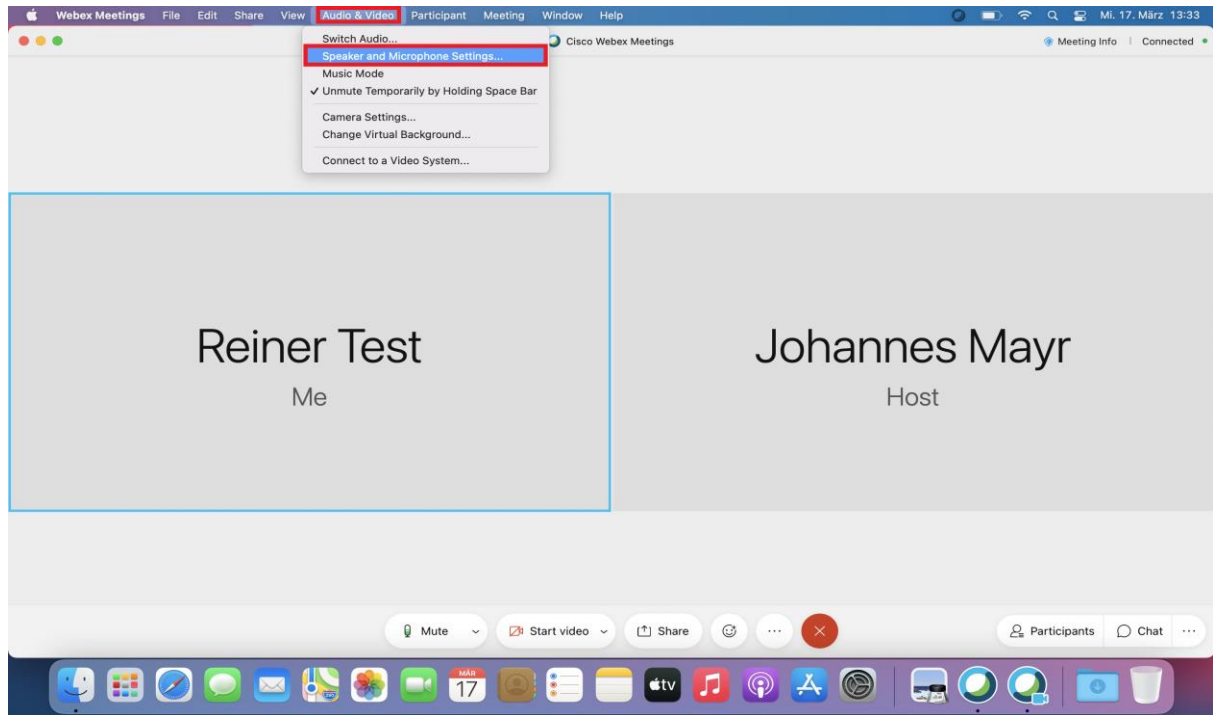 Webex Meetings File Edit Share View Audio & Video Participant Meeting Window Help Mi. 17. März 13:33
Cisco Webex Meetings Meeting Info Connected
Switch Audio...
Speaker and Microphone Settings...
Music Mode
✓ Unmute Temporarily by Holding Space Bar
Camera Settings...
Change Virtual Background...
Connect to a Video System...
Reiner Test
Me
Johannes Mayr
Host
Mute Start video Share Participants Chat
MÄR
17
tv